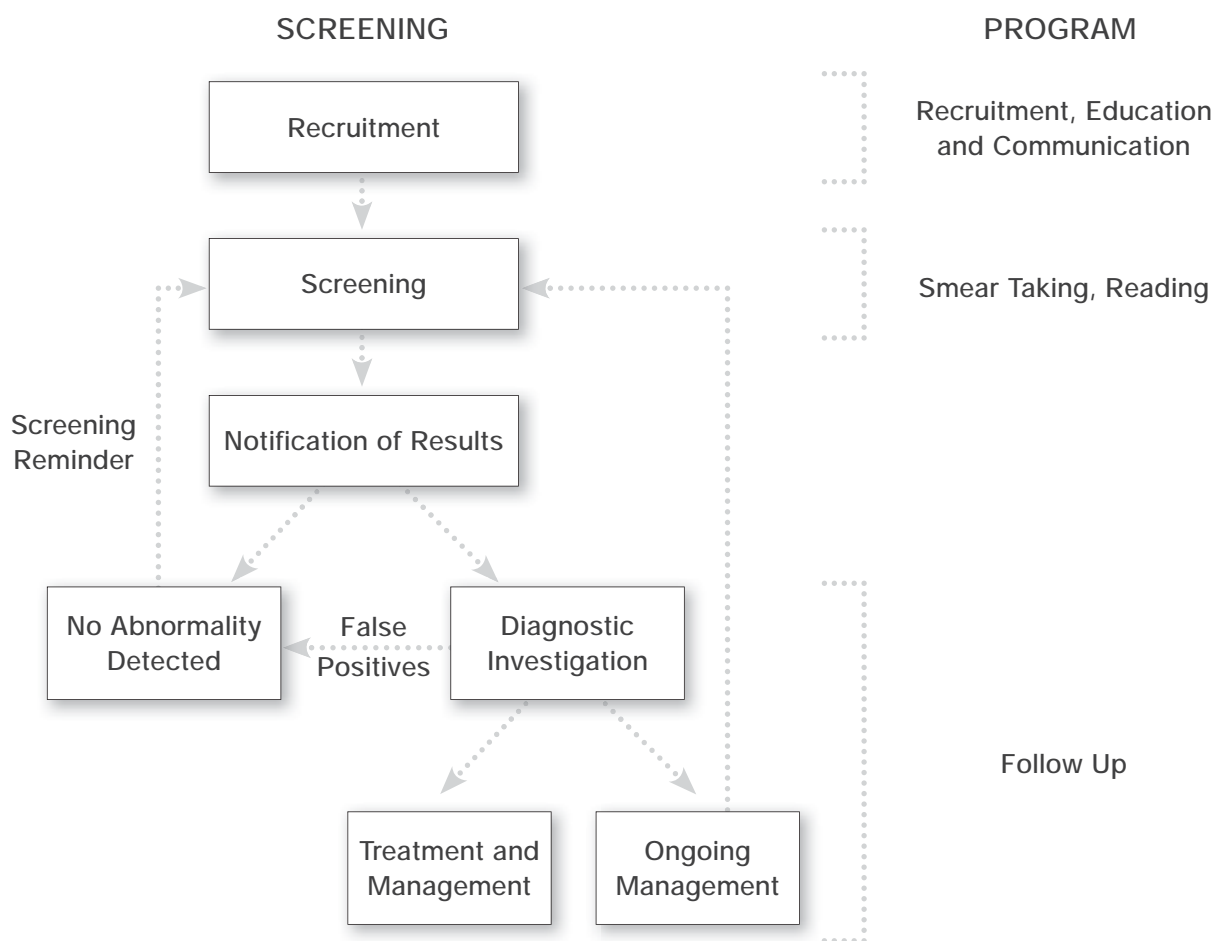 SCREENING
PROGRAM
Recruitment
Recruitment, Education
and Communication
Screening
Smear Taking, Reading
Screening
Reminder
Notification of Results
No Abnormality
Detected
False
Positives
Diagnostic
Investigation
Follow Up
Treatment and
Management
Ongoing
Management